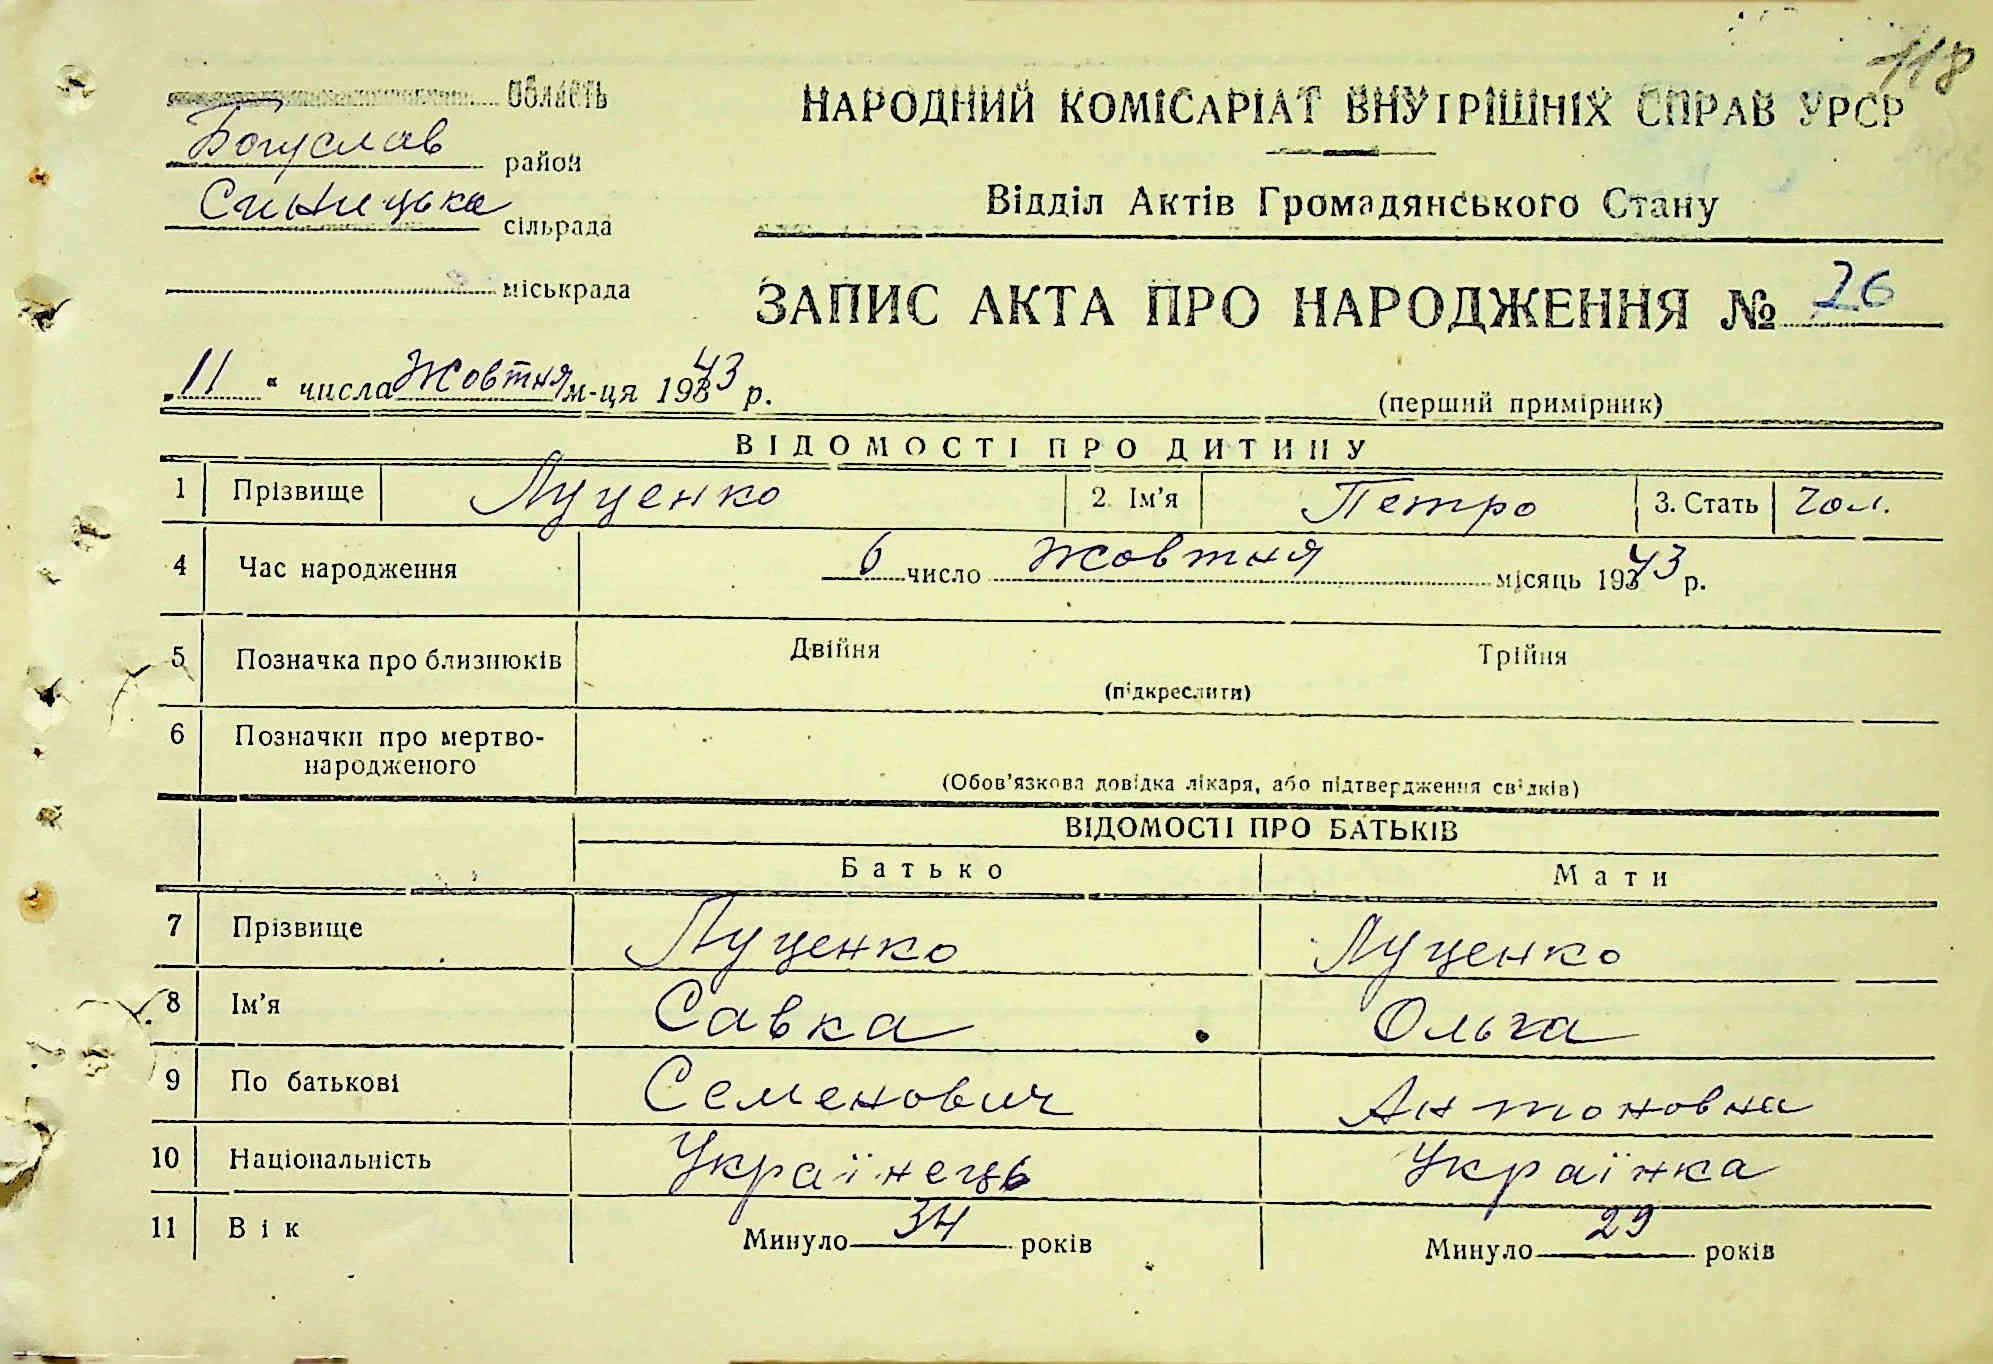 118
область
НАРОДНИЙ КОМІСАРІАТ ВНУТРІШНІХ СПРАВ УРСР
Богуслав район
Відділ Актів Громадянського Стану
Синицька сільрада
міськрада
ЗАПИС АКТА ПРО НАРОДЖЕННЯ № 26
„11“ числа Жовтня м-ця 1943 р.
(перший примірник)
ВІДОМОСТІ ПРО ДИТИНУ
1 Прізвище Луценко 2. Ім’я Петро 3. Стать чол.
4 Час народження 6 число Жовтня місяць 1943 р.
5 Позначка про близнюків Двійня Трійня
(підкреслити)
6 Позначки про мертво-
народженого
(Обов’язкова довідка лікаря, або підтвердження свідків)
ВІДОМОСТІ ПРО БАТЬКІВ
Батько Мати
7 Прізвище Луценко Луценко
8 Ім’я Савка Ольга
9 По батькові Семенович Антоновна
10 Національність Українець Українка
11 Вік Минуло 34 років Минуло 29 років